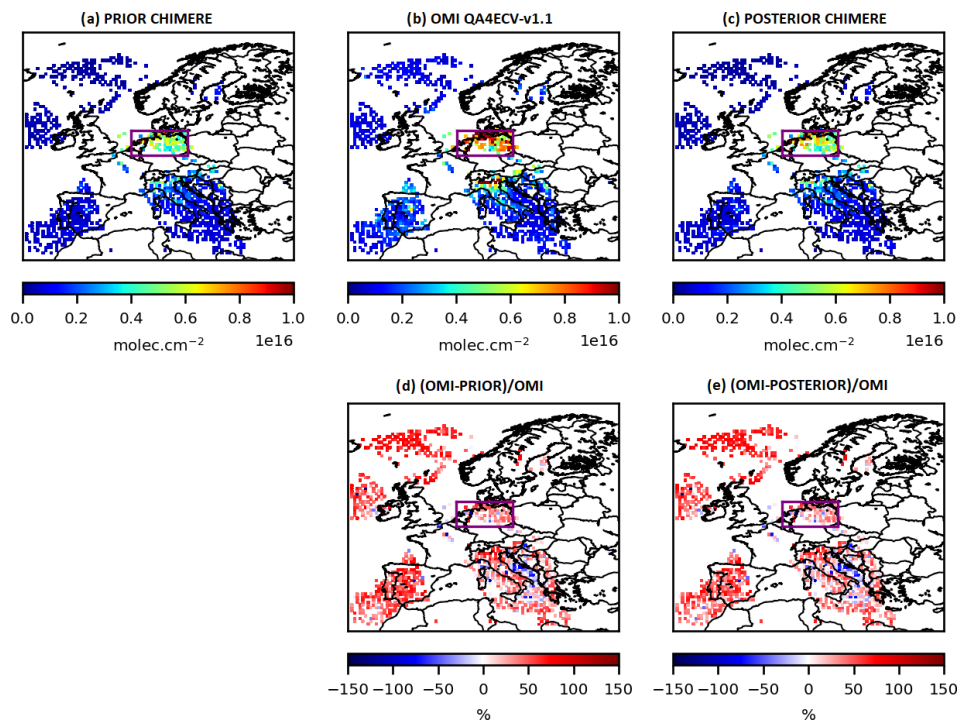 (a) PRIOR CHIMERE
(b) OMI QA4ECV-v1.1
(c) POSTERIOR CHIMERE
0.0 0.2 0.4 0.6 0.8 1.0
molec.cm⁻² 1e16
0.0 0.2 0.4 0.6 0.8 1.0
molec.cm⁻² 1e16
0.0 0.2 0.4 0.6 0.8 1.0
molec.cm⁻² 1e16
(d) (OMI-PRIOR)/OMI
(e) (OMI-POSTERIOR)/OMI
−150 −100 −50 0 50 100 150
%
−150 −100 −50 0 50 100 150
%